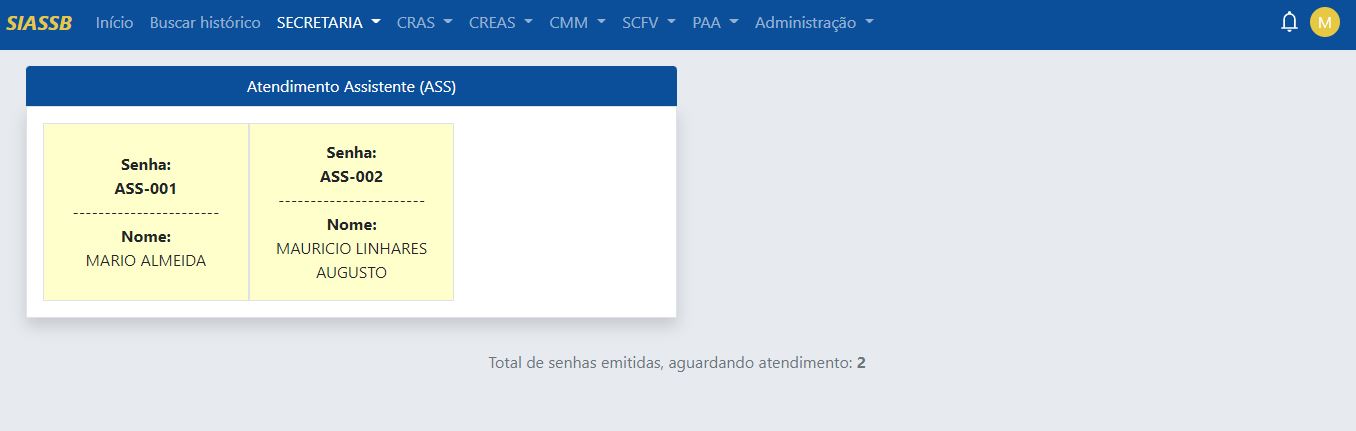 SIASSB Início Buscar histórico SECRETARIA CRAS CREAS CMM SCFV PAA Administração M
Atendimento Assistente (ASS)
Senha:
ASS-001
-----------------------
Nome:
MARIO ALMEIDA
Senha:
ASS-002
-----------------------
Nome:
MAURICIO LINHARES
AUGUSTO
Total de senhas emitidas, aguardando atendimento: 2